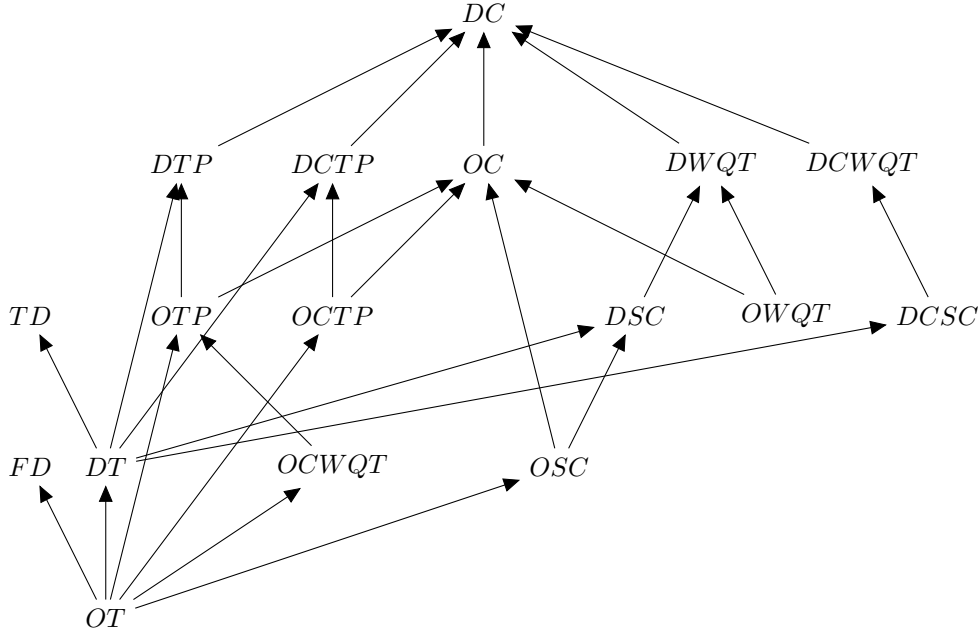 DC
DTP DCTP OC DWQT DCWQT
TD OTP OCTP DSC OWQT DCSC
FD DT OCWQT OSC
OT